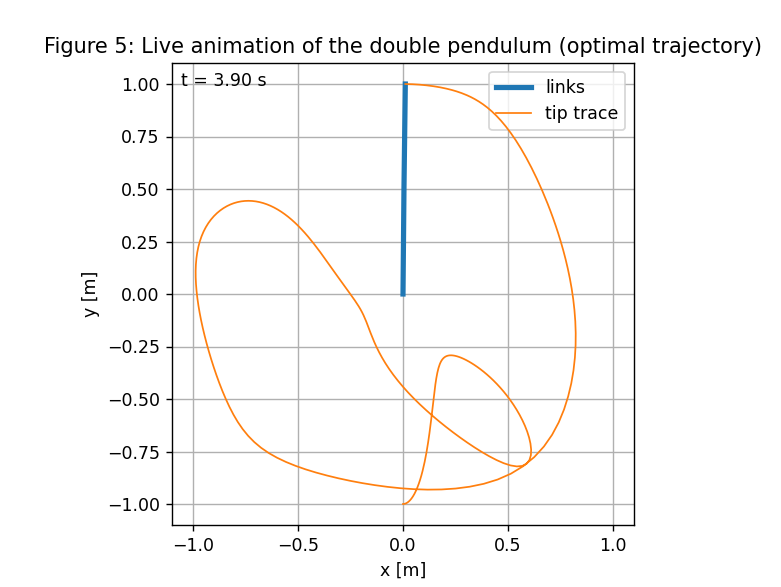 Figure 5: Live animation of the double pendulum (optimal trajectory)
t = 3.90 s
links
tip trace
1.00
0.75
0.50
0.25
0.00
−0.25
−0.50
−0.75
−1.00
y [m]
−1.0 −0.5 0.0 0.5 1.0
x [m]